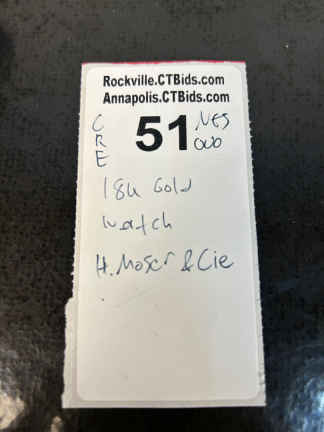 Rockville.CTBids.com
Annapolis.CTBids.com
C
R
E
51
18k Gold
watch
H. Moser & Cie